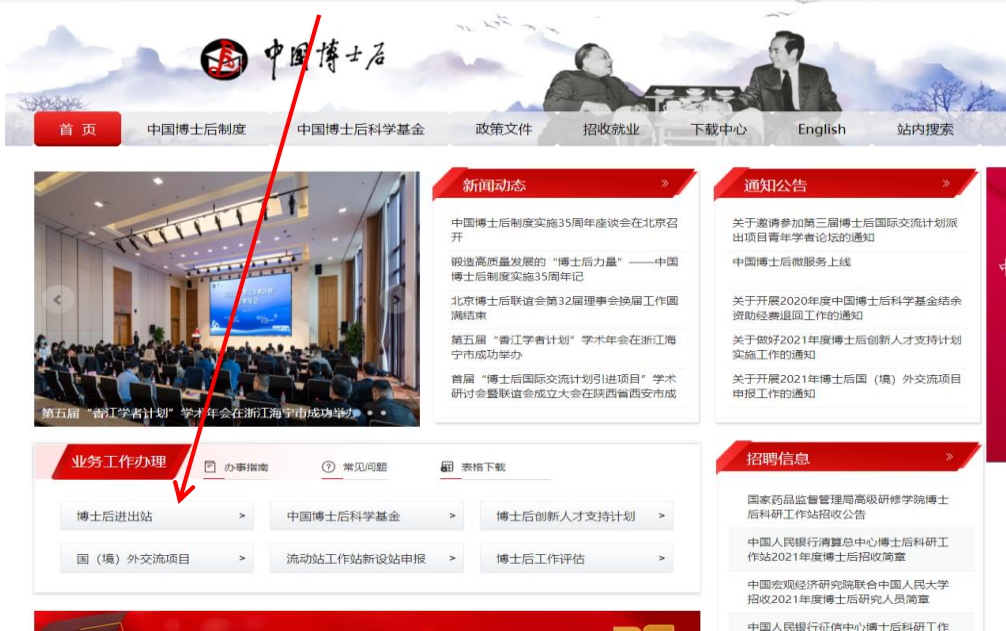 中国博士后
首 页
中国博士后制度
中国博士后科学基金
政策文件
招收就业
下载中心
English
站内搜索
第五届“香江学者计划”学术年会在浙江海宁市成功举办
新闻动态
中国博士后制度实施35周年座谈会在北京召
开
锻造高质量发展的“博士后力量”——中国
博士后制度实施35周年记
北京博士后联谊会第32届理事会换届工作圆
满结束
第五届“香江学者计划”学术年会在浙江海
宁市成功举办
首届“博士后国际交流计划引进项目”学术
研讨会暨联谊会成立大会在陕西省西安市成
通知公告
关于邀请参加第三届博士后国际交流计划派
出项目青年学者论坛的通知
中国博士后微服务上线
关于开展2020年度中国博士后科学基金结余
资助经费退回工作的通知
关于做好2021年度博士后创新人才支持计划
实施工作的通知
关于开展2021年博士后国（境）外交流项目
申报工作的通知
业务工作办理
办事指南
常见问题
表格下载
博士后进出站 >
中国博士后科学基金 >
博士后创新人才支持计划 >
国（境）外交流项目 >
流动站工作站新设站申报 >
博士后工作评估 >
招聘信息
国家药品监督管理局高级研修学院博士
后科研工作站招收公告
中国人民银行清算总中心博士后科研工
作站2021年度博士后招收简章
中国宏观经济研究院联合中国人民大学
招收2021年度博士后研究人员简章
中国人民银行征信中心博士后科研工作